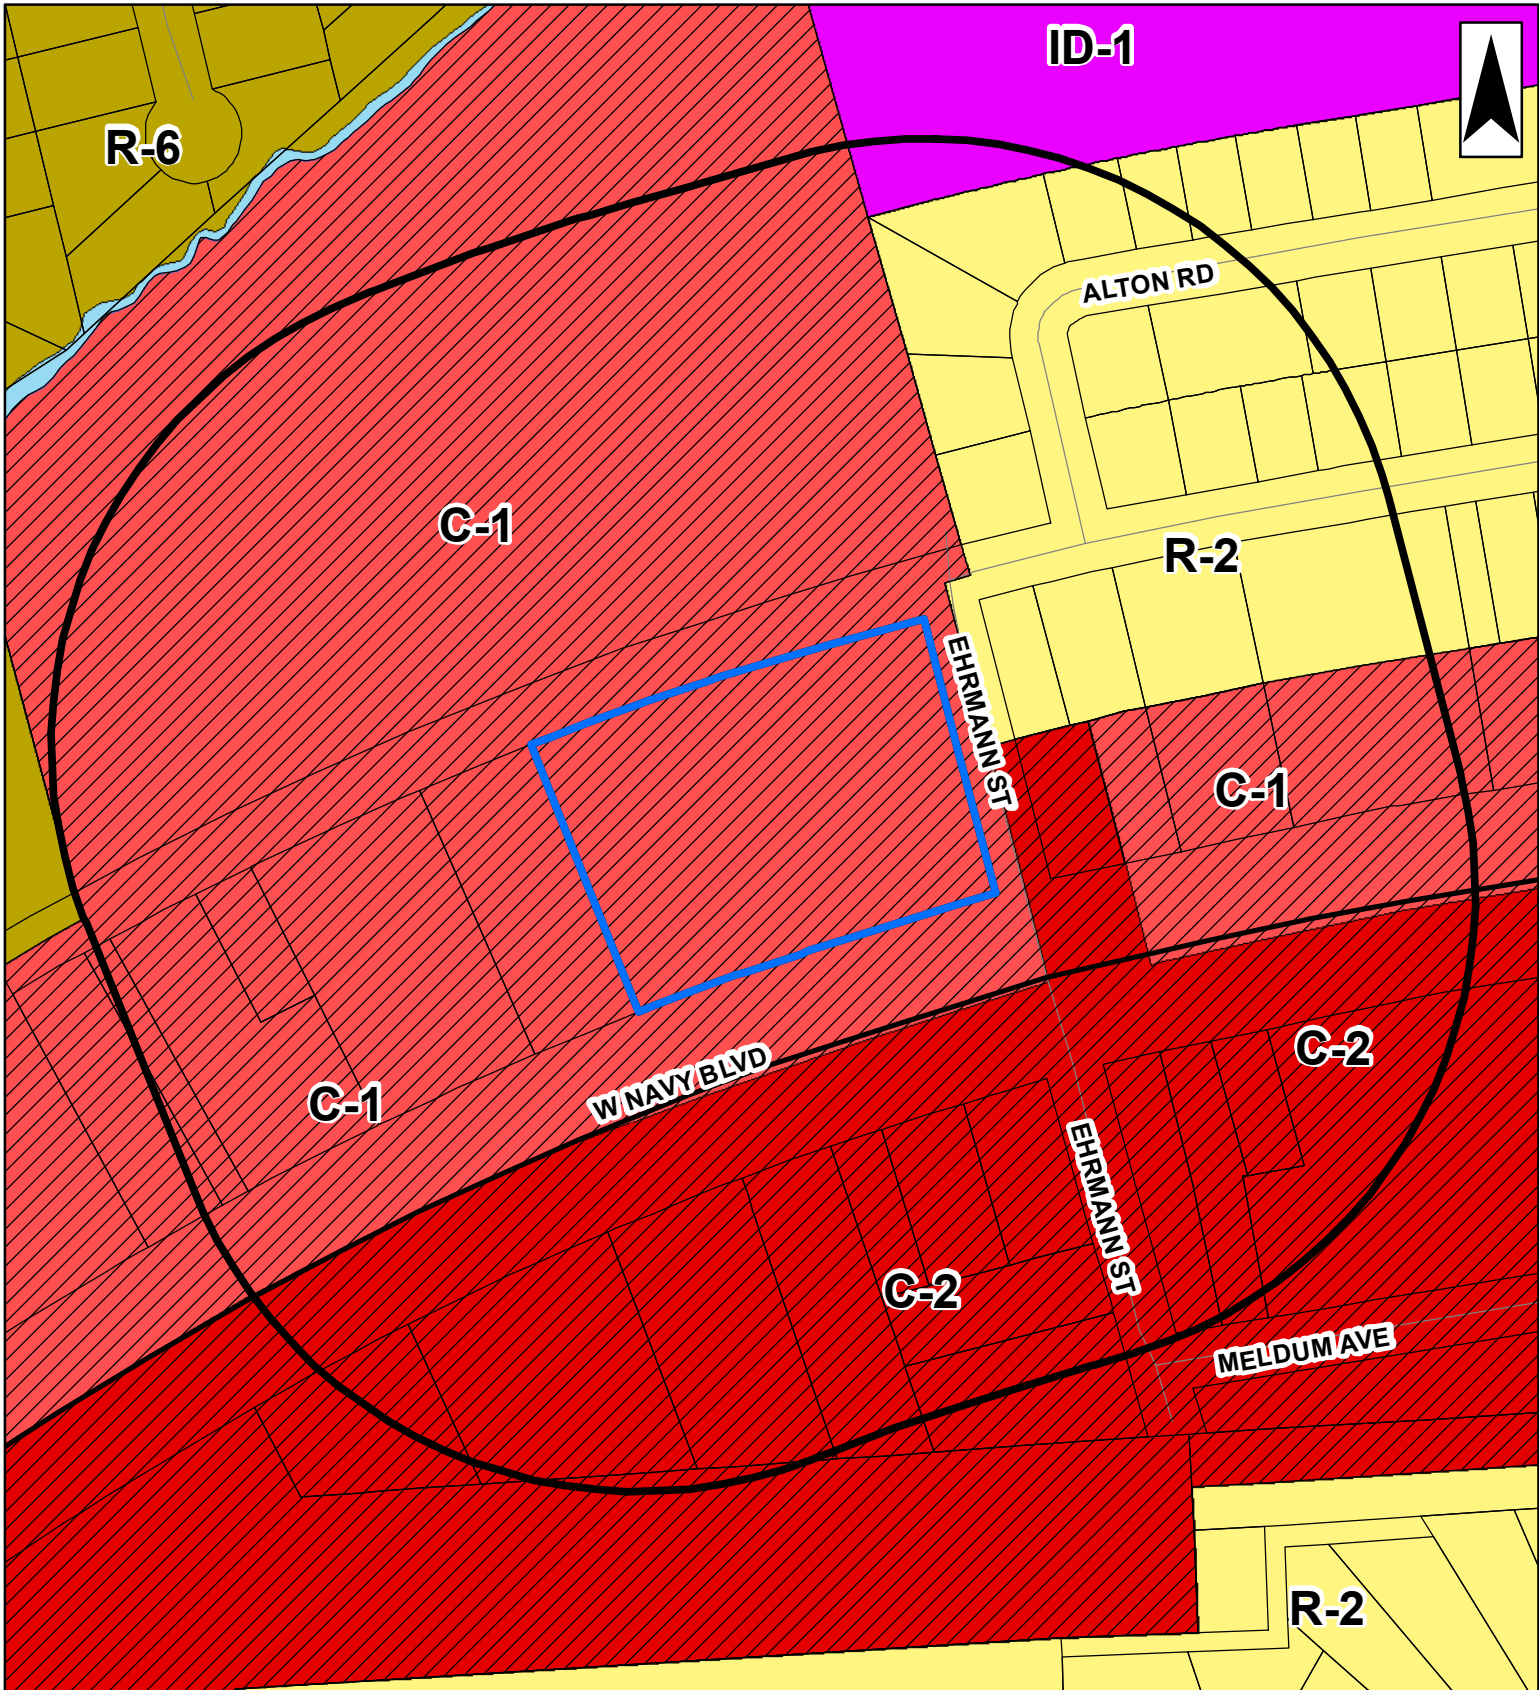 ID-1
R-6
ALTON RD
C-1
R-2
EHRMANN ST
C-1
C-2
W NAVY BLVD
C-1
EHRMANN ST
C-2
MELDUM AVE
R-2